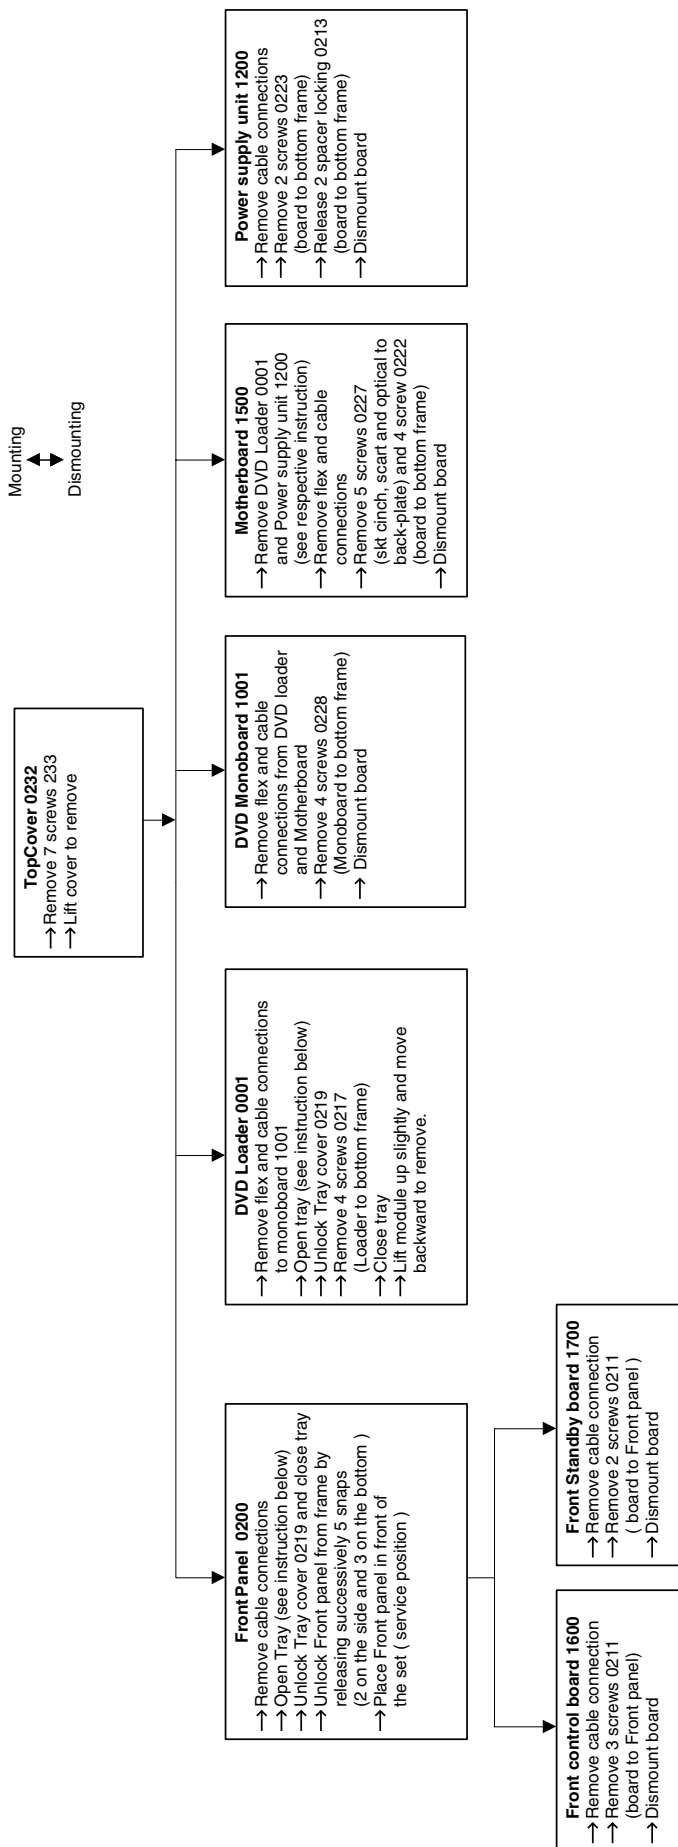 Mounting
Dismounting
TopCover 0232
→Remove 7 screws 233
→Lift cover to remove
Front Panel 0200
→Remove cable connections
→Open Tray (see instruction below)
→Unlock Tray cover 0219 and close tray
→Unlock Front panel from frame by
releasing successively 5 snaps
(2 on the side and 3 on the bottom )
→Place Front panel in front of
the set ( service position )
DVD Loader 0001
→Remove flex and cable connections
to monoboard 1001
→Open tray (see instruction below)
→Unlock Tray cover 0219
→Remove 4 screws 0217
(Loader to bottom frame)
→Close tray
→Lift module up slightly and move
backward to remove.
DVD Monoboard 1001
→Remove flex and cable
connections from DVD loader
and Motherboard
→Remove 4 screws 0228
(Monoboard to bottom frame)
→ Dismount board
Motherboard 1500
→Remove DVD Loader 0001
and Power supply unit 1200
(see respective instruction)
→Remove flex and cable
connections
→Remove 5 screws 0227
(skt cinch, scart and optical to
back-plate) and 4 screw 0222
(board to bottom frame)
→Dismount board
Power supply unit 1200
→Remove cable connections
→Remove 2 screws 0223
(board to bottom frame)
→Release 2 spacer locking 0213
(board to bottom frame)
→Dismount board
Front control board 1600
→Remove cable connection
→Remove 3 screws 0211
(board to Front panel)
→Dismount board
Front Standby board 1700
→Remove cable connection
→Remove 2 screws 0211
( board to Front panel )
→Dismount board